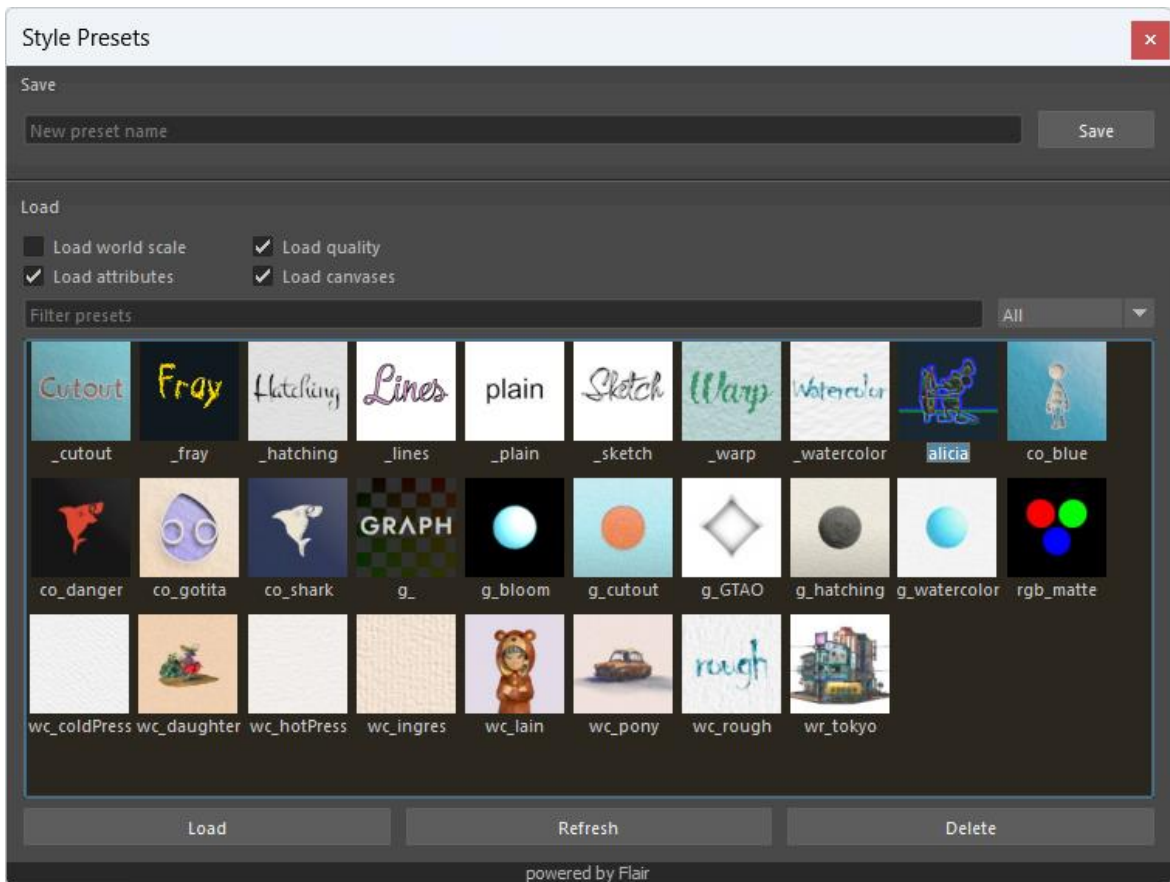 Style Presets
Save
New preset name
Save
Load
Load world scale
Load quality
Load attributes
Load canvases
Filter presets
All
Cutout
Fray
Hatching
Lines
plain
Sketch
Warp
Watercolor
_cutout
_fray
_hatching
_lines
_plain
_sketch
_warp
_watercolor
alicia
co_blue
GRAPH
co_danger
co_gotita
co_shark
g_
g_bloom
g_cutout
g_GTAO
g_hatching
g_watercolor
rgb_matte
rough
wc_coldPress
wc_daughter
wc_hotPress
wc_ingres
wc_lain
wc_pony
wc_rough
wr_tokyo
Load
Refresh
Delete
powered by Flair